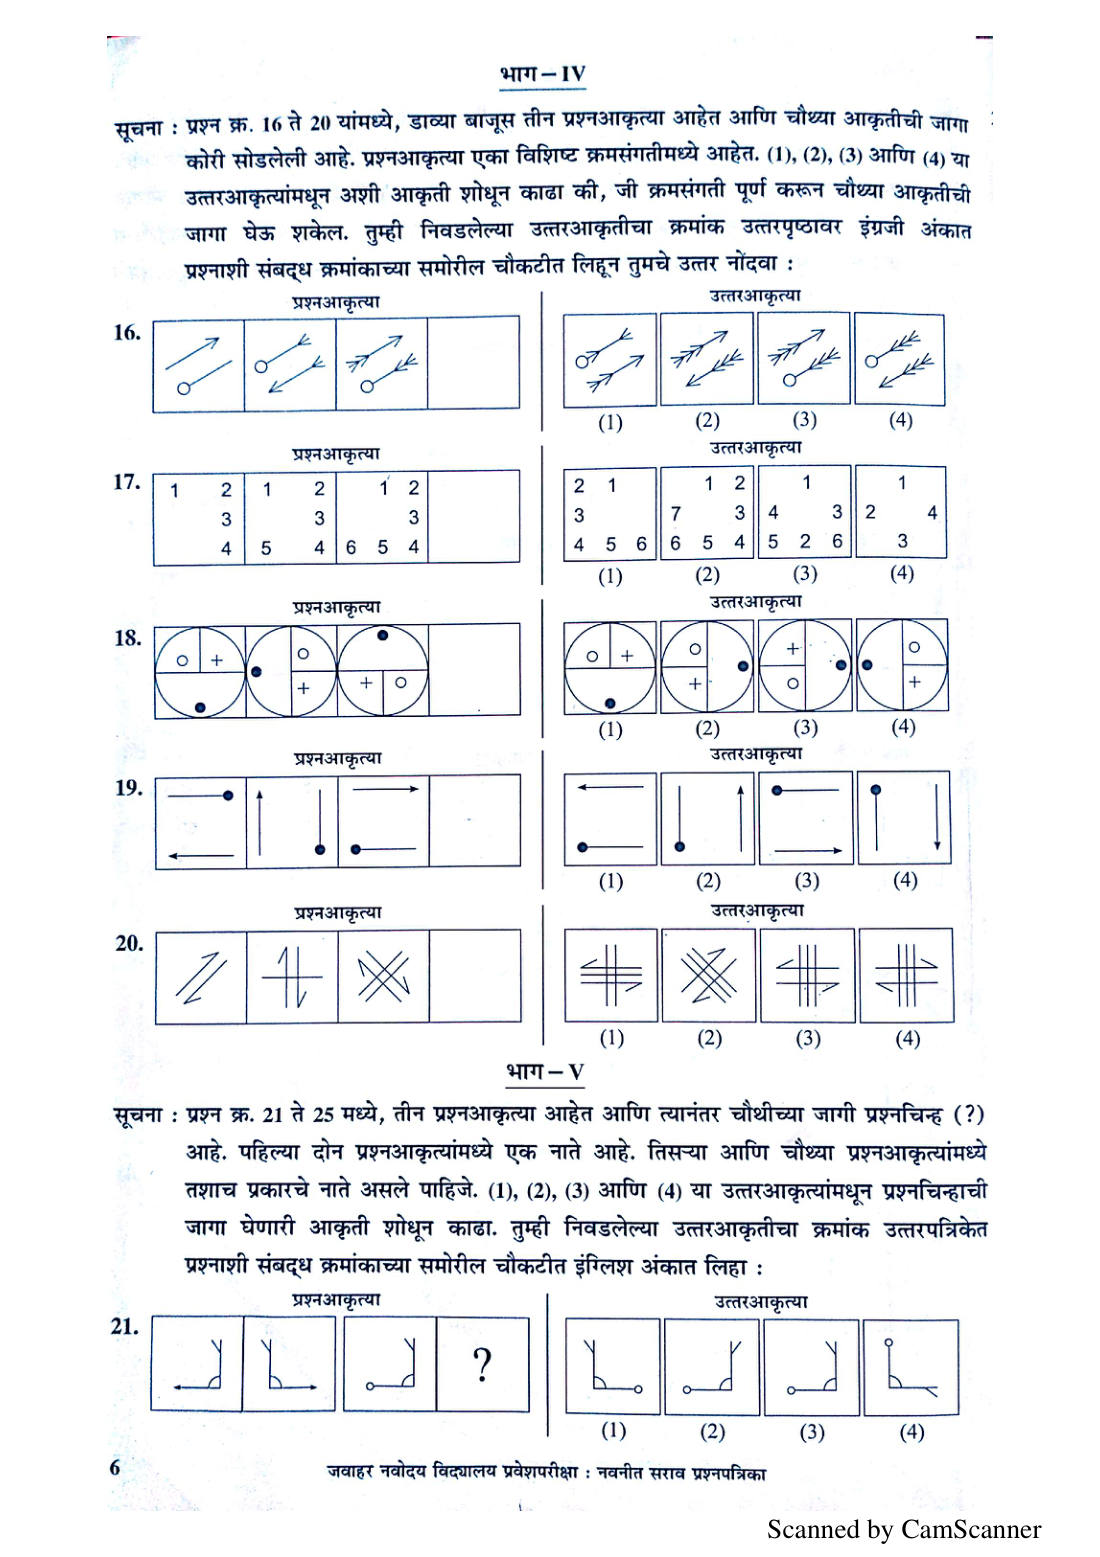 भाग – IV
सूचना : प्रश्न क्र. 16 ते 20 यांमध्ये, डाव्या बाजूस तीन प्रश्नआकृत्या आहेत आणि चौथ्या आकृतीची जागा
कोरी सोडलेली आहे. प्रश्नआकृत्या एका विशिष्ट क्रमसंगतीमध्ये आहेत. (1), (2), (3) आणि (4) या
उत्तरआकृत्यांमधून अशी आकृती शोधून काढा की, जी क्रमसंगती पूर्ण करून चौथ्या आकृतीची
जागा घेऊ शकेल. तुम्ही निवडलेल्या उत्तरआकृतीचा क्रमांक उत्तरपृष्ठावर इंग्रजी अंकात
प्रश्नाशी संबद्ध क्रमांकाच्या समोरील चौकटीत लिहून तुमचे उत्तर नोंदवा :
प्रश्नआकृत्या उत्तरआकृत्या
16.
(1) (2) (3) (4)
प्रश्नआकृत्या उत्तरआकृत्या
17. 1 2 1 2 1 2 2 1 1 2 1 1
3 3 3 3 7 3 4 3 2 4
4 5 4 6 5 4 4 5 6 6 5 4 5 2 6 3
(1) (2) (3) (4)
प्रश्नआकृत्या उत्तरआकृत्या
18.
(1) (2) (3) (4)
प्रश्नआकृत्या उत्तरआकृत्या
19.
(1) (2) (3) (4)
प्रश्नआकृत्या उत्तरआकृत्या
20.
(1) (2) (3) (4)
भाग – V
सूचना : प्रश्न क्र. 21 ते 25 मध्ये, तीन प्रश्नआकृत्या आहेत आणि त्यानंतर चौथीच्या जागी प्रश्नचिन्ह (?)
आहे. पहिल्या दोन प्रश्नआकृत्यांमध्ये एक नाते आहे. तिसऱ्या आणि चौथ्या प्रश्नआकृत्यांमध्ये
तशाच प्रकारचे नाते असले पाहिजे. (1), (2), (3) आणि (4) या उत्तरआकृत्यांमधून प्रश्नचिन्हाची
जागा घेणारी आकृती शोधून काढा. तुम्ही निवडलेल्या उत्तरआकृतीचा क्रमांक उत्तरपत्रिकेत
प्रश्नाशी संबद्ध क्रमांकाच्या समोरील चौकटीत इंग्लिश अंकात लिहा :
प्रश्नआकृत्या उत्तरआकृत्या
21. ?
(1) (2) (3) (4)
6 जवाहर नवोदय विद्यालय प्रवेशपरीक्षा : नवनीत सराव प्रश्नपत्रिका
Scanned by CamScanner